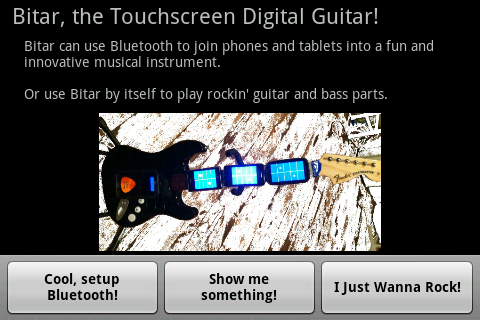 Bitar, the Touchscreen Digital Guitar!
Bitar can use Bluetooth to join phones and tablets into a fun and
innovative musical instrument.
Or use Bitar by itself to play rockin' guitar and bass parts.
Fender
Cool, setup
Bluetooth!
Show me
something!
I Just Wanna Rock!